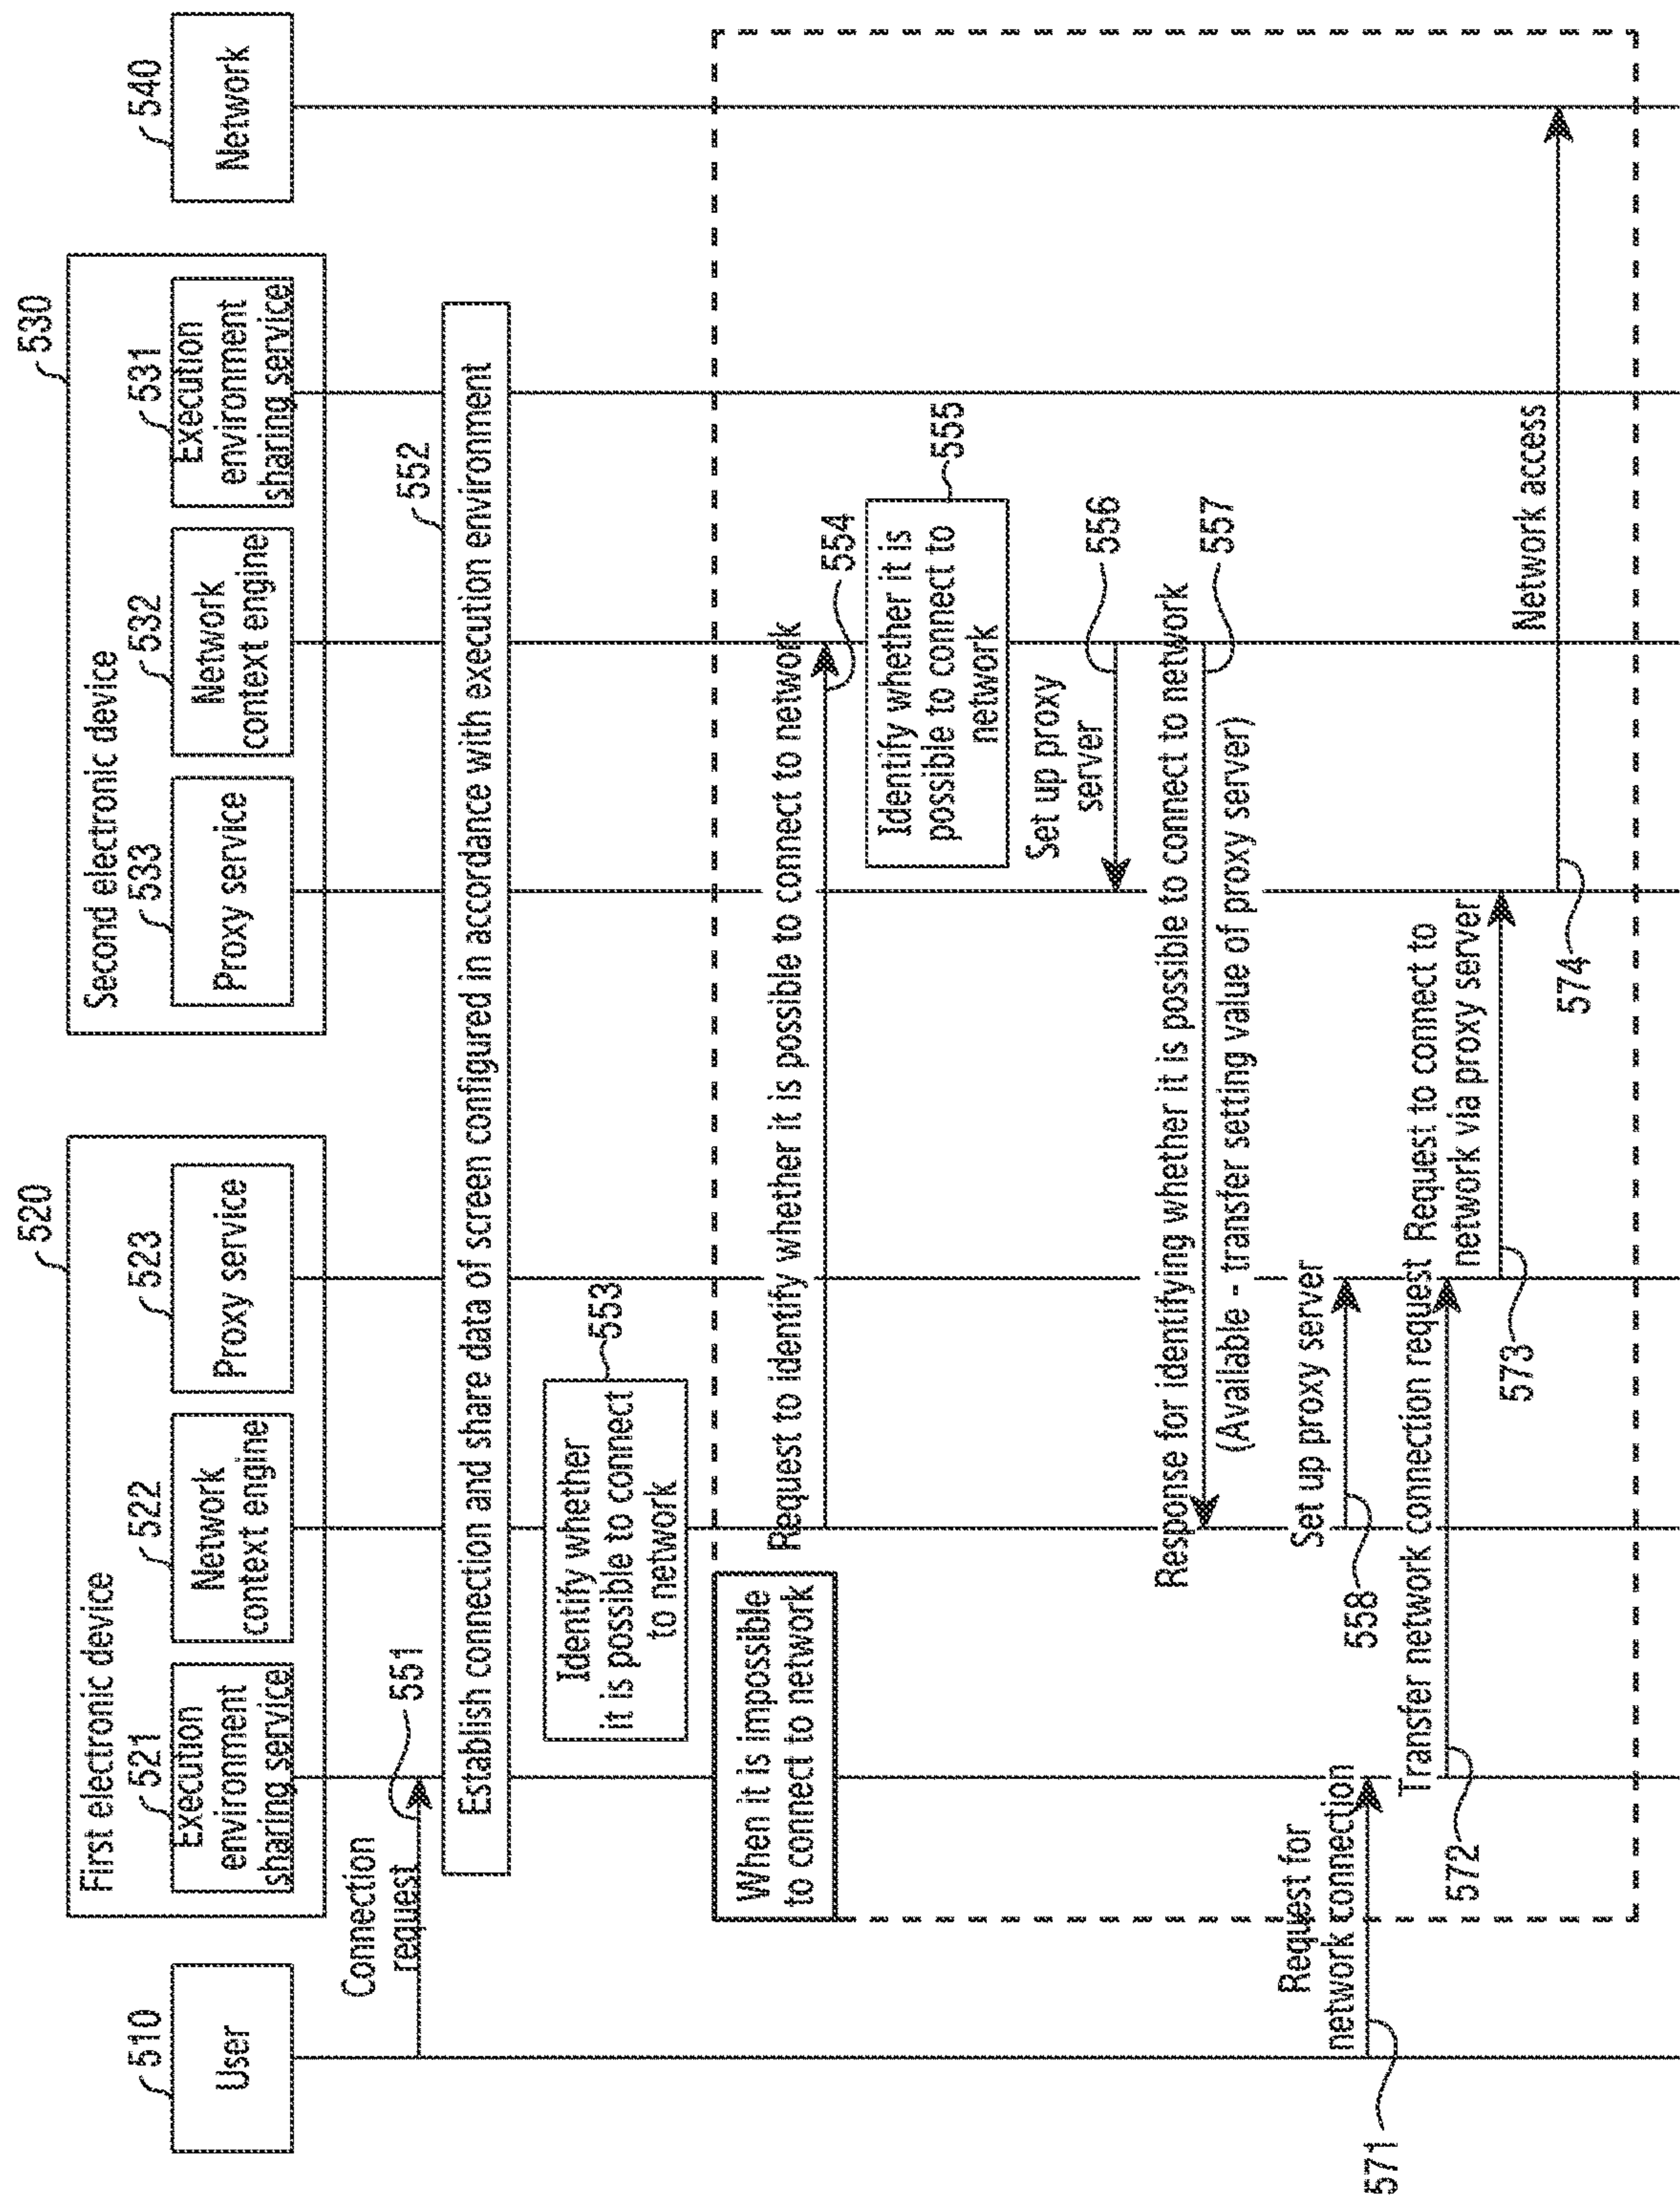 510
User
520
First electronic device
521
Execution
environment
sharing service
522
Network
context engine
523
Proxy service
530
Second electronic device
533
Proxy service
532
Network
context engine
531
Execution
environment
sharing service
540
Network
Connection
request
551
552
Establish connection and share data of screen configured in accordance with execution environment
Identify whether
it is possible to connect
to network
553
When it is impossible
to connect to network
Request to identify whether it is possible to connect to network
554
Identify whether it is
possible to connect to
network
555
Set up proxy
server
556
Response for identifying whether it is possible to connect to network
(Available - transfer setting value of proxy server)
557
Set up proxy server
558
Request for
network connection
571
Transfer network connection request
572
Request to connect to
network via proxy server
573
Network access
574